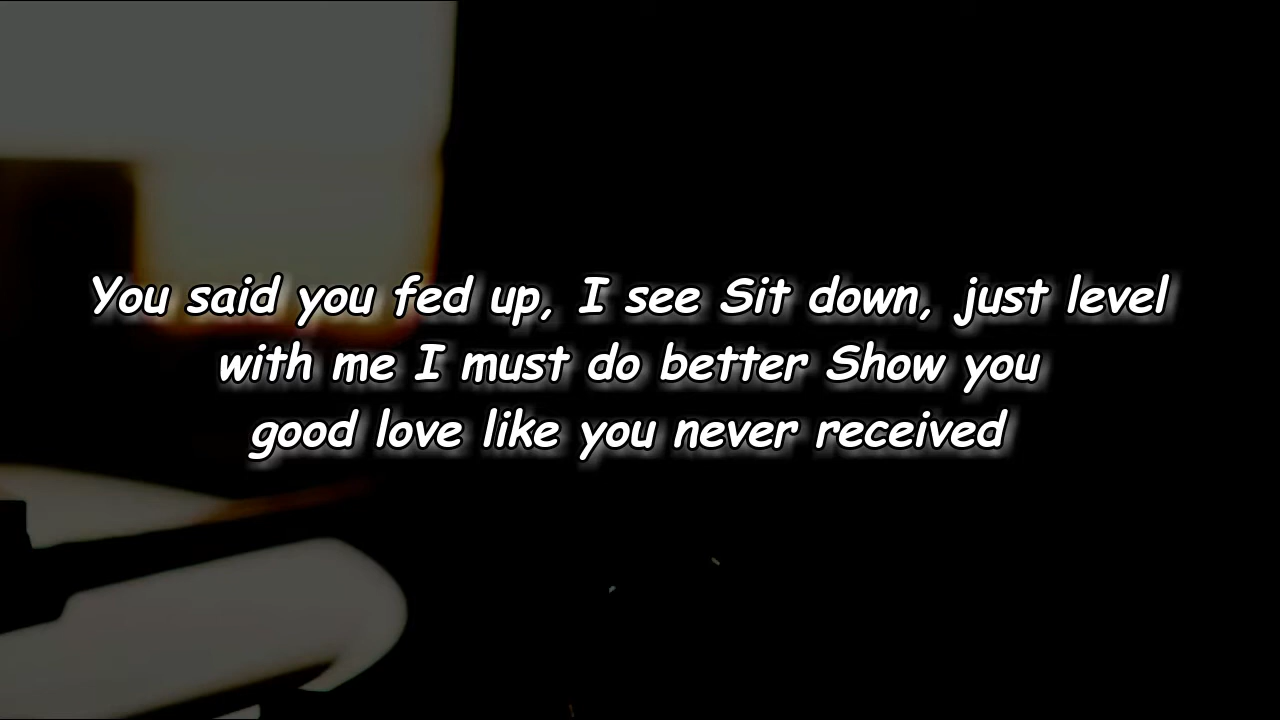 You said you fed up, I see Sit down, just level
with me I must do better Show you
good love like you never received